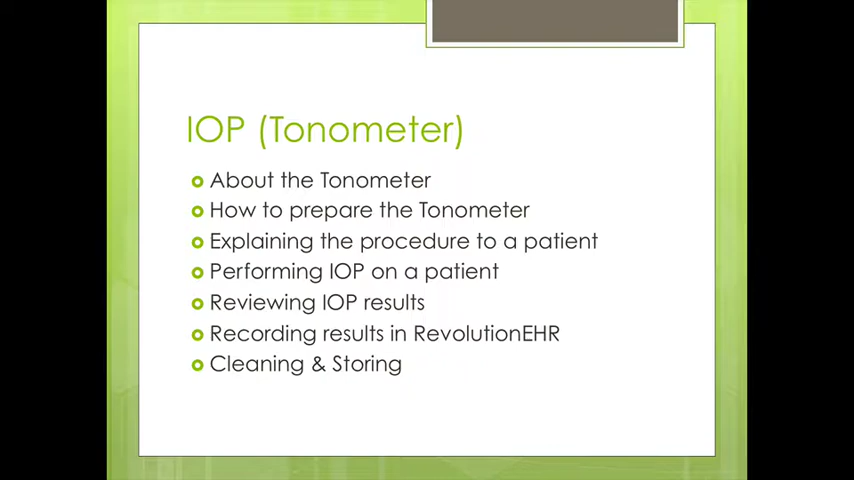 IOP (Tonometer)
About the Tonometer
How to prepare the Tonometer
Explaining the procedure to a patient
Performing IOP on a patient
Reviewing IOP results
Recording results in RevolutionEHR
Cleaning & Storing